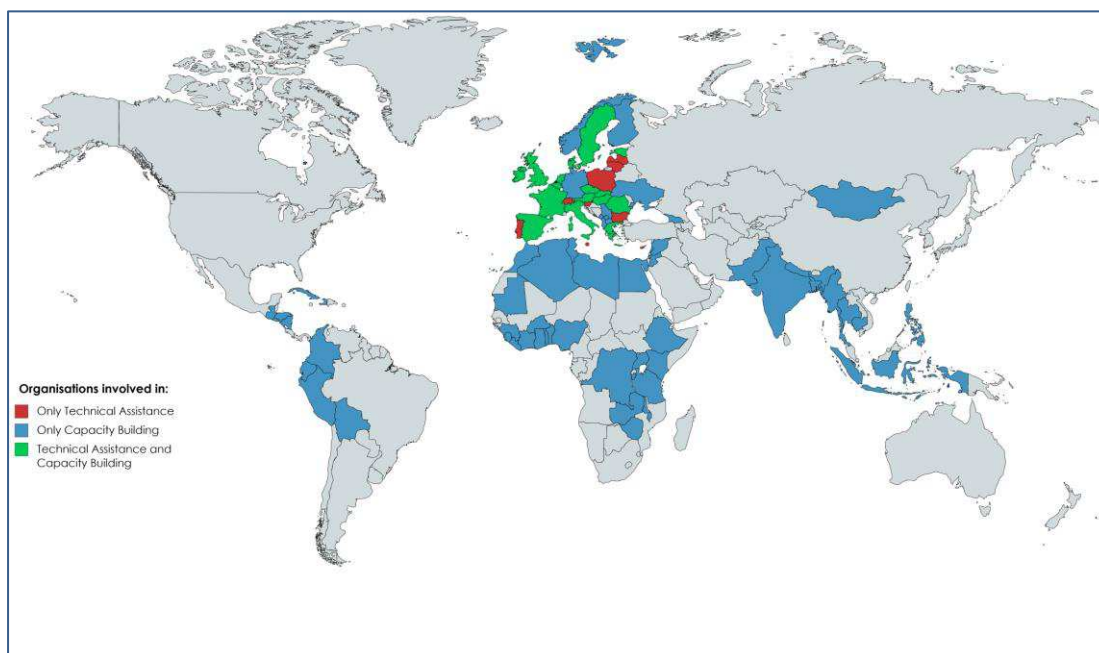 Organisations involved in:
Only Technical Assistance
Only Capacity Building
Technical Assistance and
Capacity Building